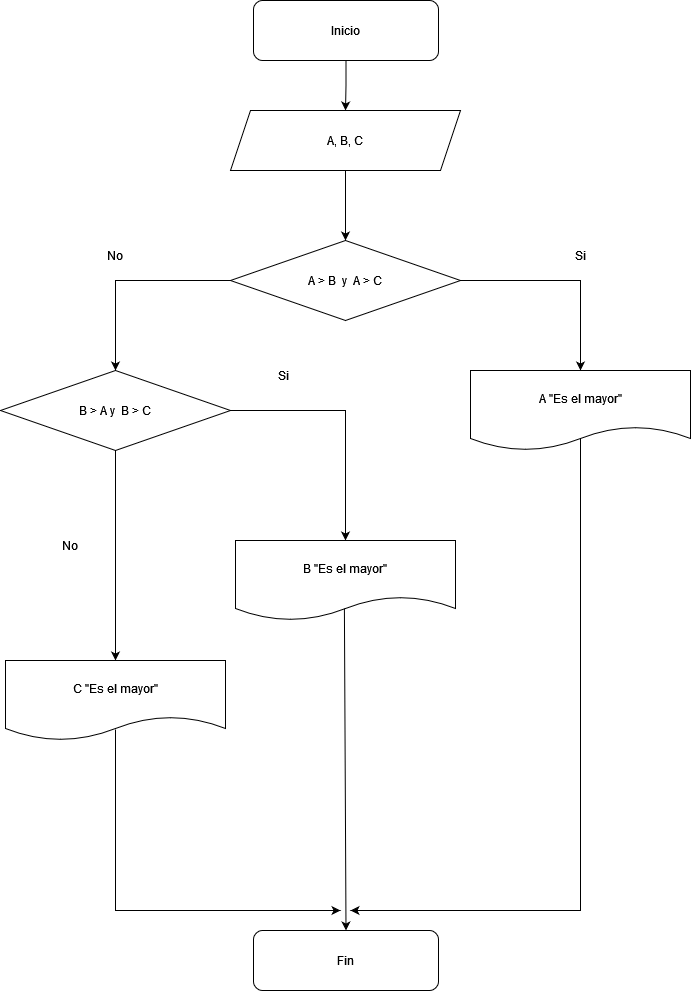 Inicio
A, B, C
No
Si
A > B y A > C
Si
B > A y B > C
A "Es el mayor"
No
B "Es el mayor"
C "Es el mayor"
Fin